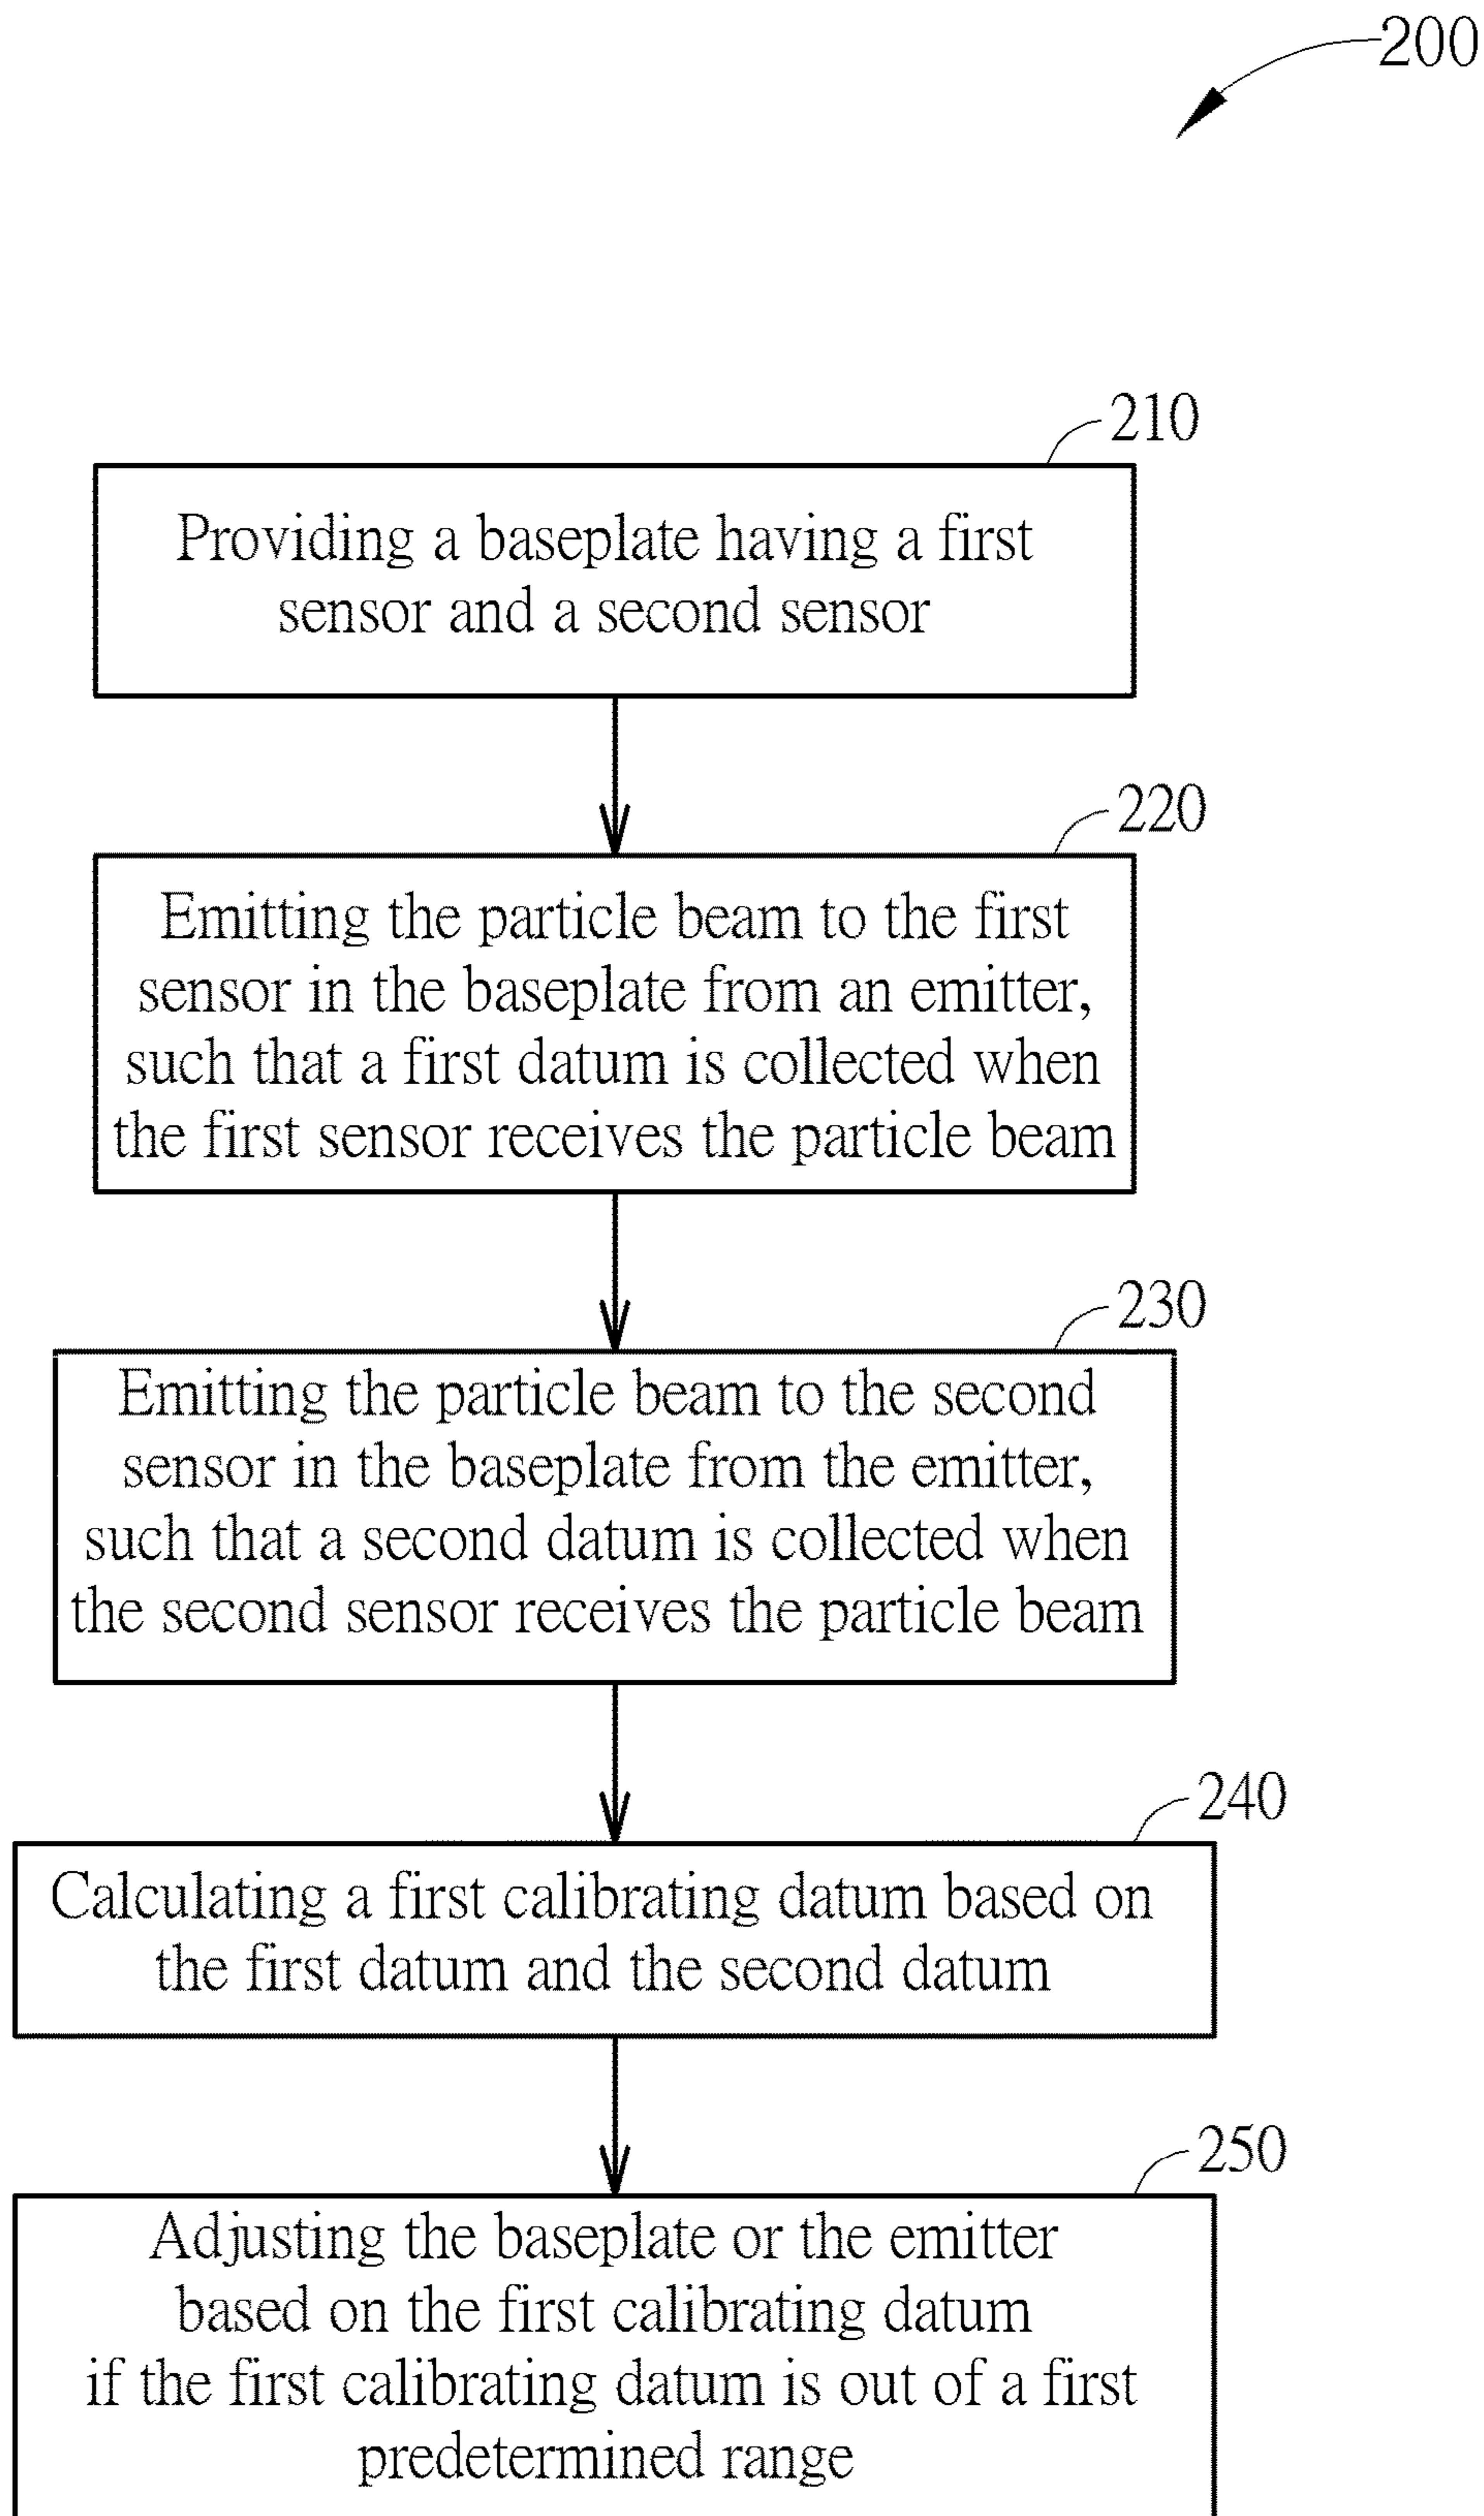 200
210
Providing a baseplate having a first
sensor and a second sensor
220
Emitting the particle beam to the first
sensor in the baseplate from an emitter,
such that a first datum is collected when
the first sensor receives the particle beam
230
Emitting the particle beam to the second
sensor in the baseplate from the emitter,
such that a second datum is collected when
the second sensor receives the particle beam
240
Calculating a first calibrating datum based on
the first datum and the second datum
250
Adjusting the baseplate or the emitter
based on the first calibrating datum
if the first calibrating datum is out of a first
predetermined range